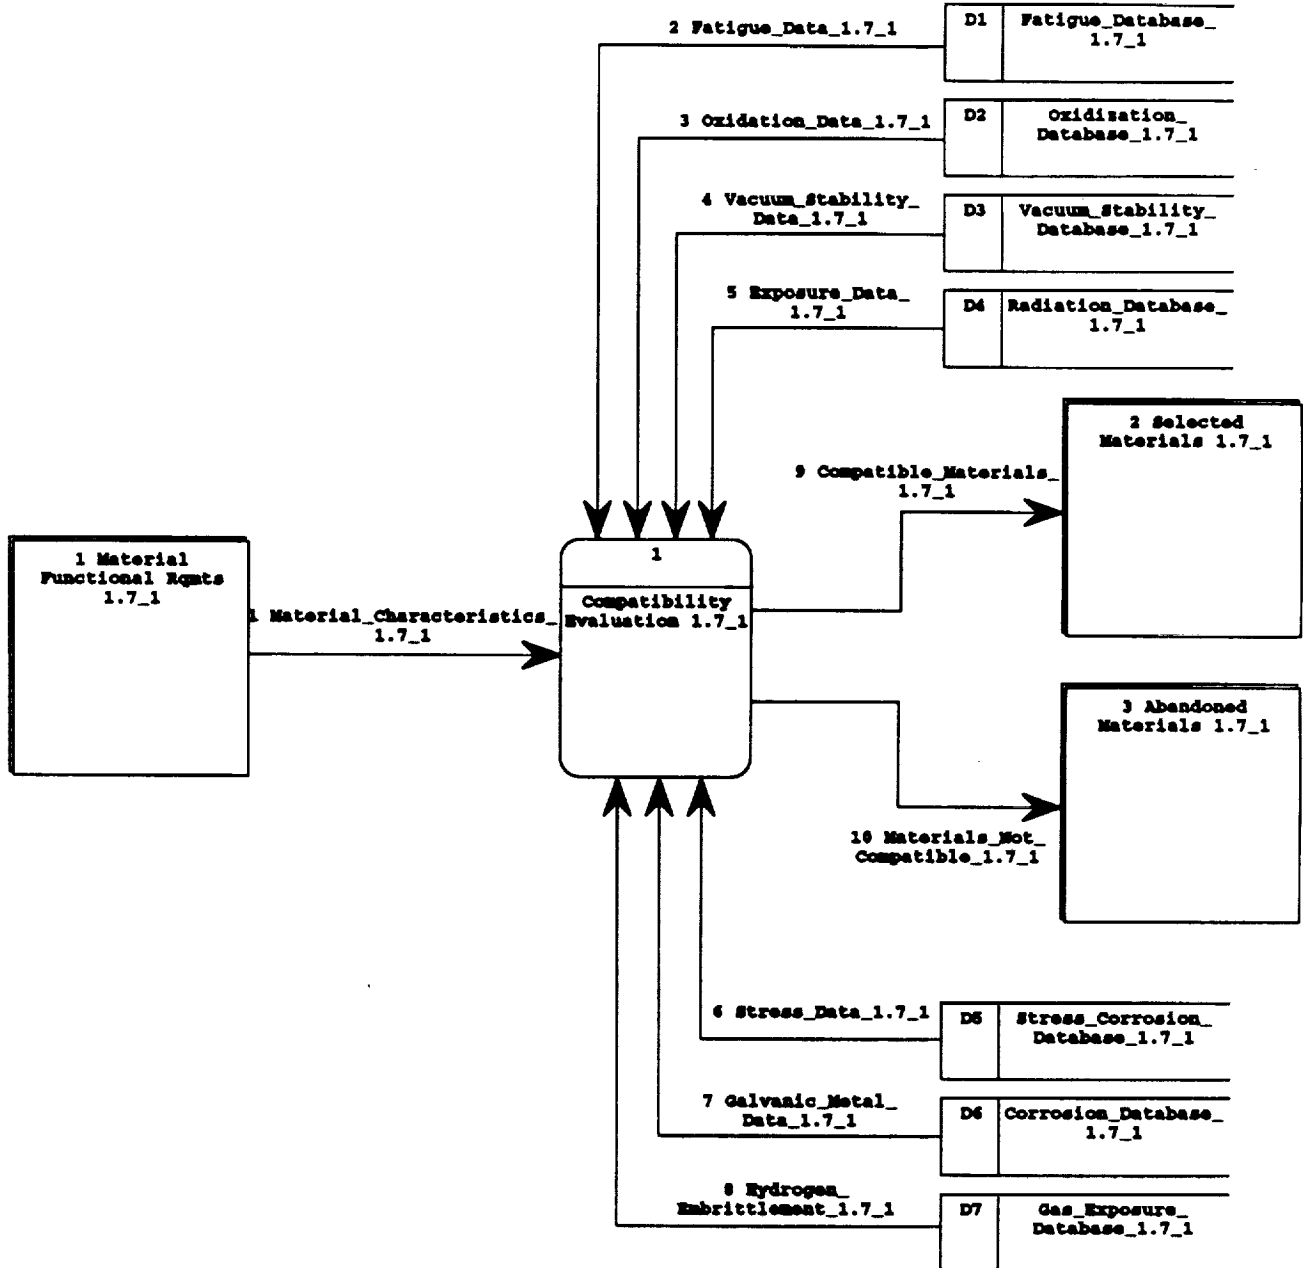 2 Fatigue_Data_1.7_1
D1
Fatigue_Database_
1.7_1
3 Oxidation_Data_1.7_1
D2
Oxidization_
Database_1.7_1
4 Vacuum_Stability_
Data_1.7_1
D3
Vacuum_Stability_
Database_1.7_1
5 Exposure_Data_
1.7_1
D4
Radiation_Database_
1.7_1
2 Selected
Materials 1.7_1
9 Compatible_Materials_
1.7_1
1 Material
Functional Rqmts
1.7_1
1 Material_Characteristics_
1.7_1
1
Compatibility
Evaluation 1.7_1
3 Abandoned
Materials 1.7_1
10 Materials_Not_
Compatible_1.7_1
6 Stress_Data_1.7_1
D5
Stress_Corrosion_
Database_1.7_1
7 Galvanic_Metal_
Data_1.7_1
D6
Corrosion_Database_
1.7_1
8 Hydrogen_
Embrittlement_1.7_1
D7
Gas_Exposure_
Database_1.7_1